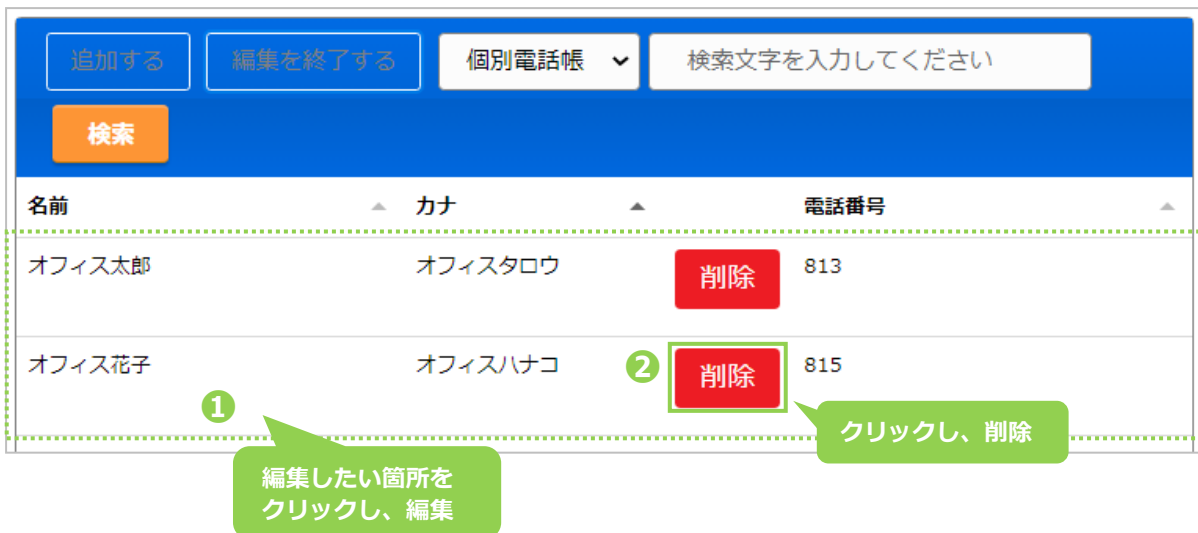 追加する 編集を終了する 個別電話帳 検索文字を入力してください
検索
名前 カナ 電話番号
オフィス太郎 オフィスタロウ 削除 813
オフィス花子 オフィスハナコ ❷ 削除 815
❶
クリックし、削除
編集したい箇所を
クリックし、編集